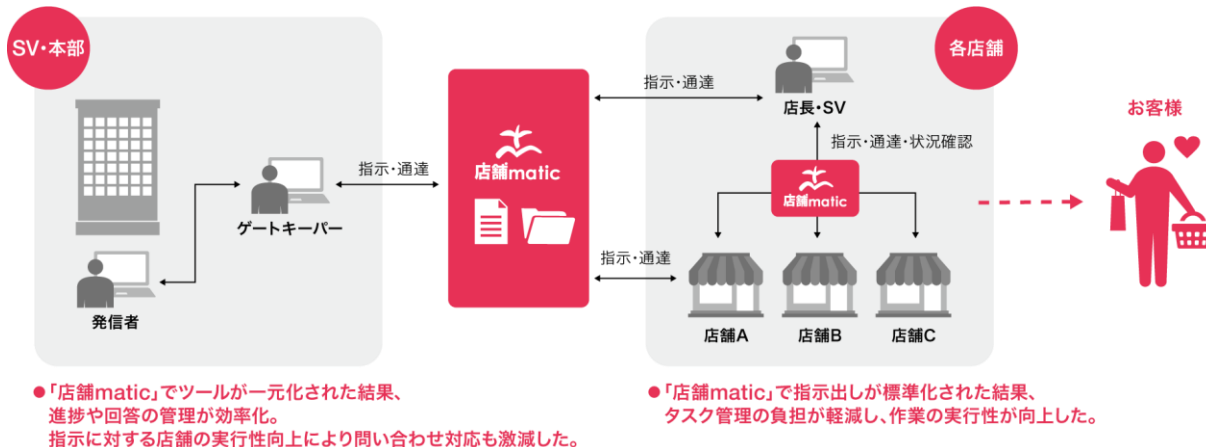 SV・本部
各店舗
指示・通達
店長・SV
お客様
指示・通達・状況確認
指示・通達
店舗matic
店舗matic
ゲートキーパー
指示・通達
発信者
店舗A
店舗B
店舗C
●「店舗matic」でツールが一元化された結果、
進捗や回答の管理が効率化。
指示に対する店舗の実行性向上により問い合わせ対応も激減した。
●「店舗matic」で指示出しが標準化された結果、
タスク管理の負担が軽減し、作業の実行性が向上した。